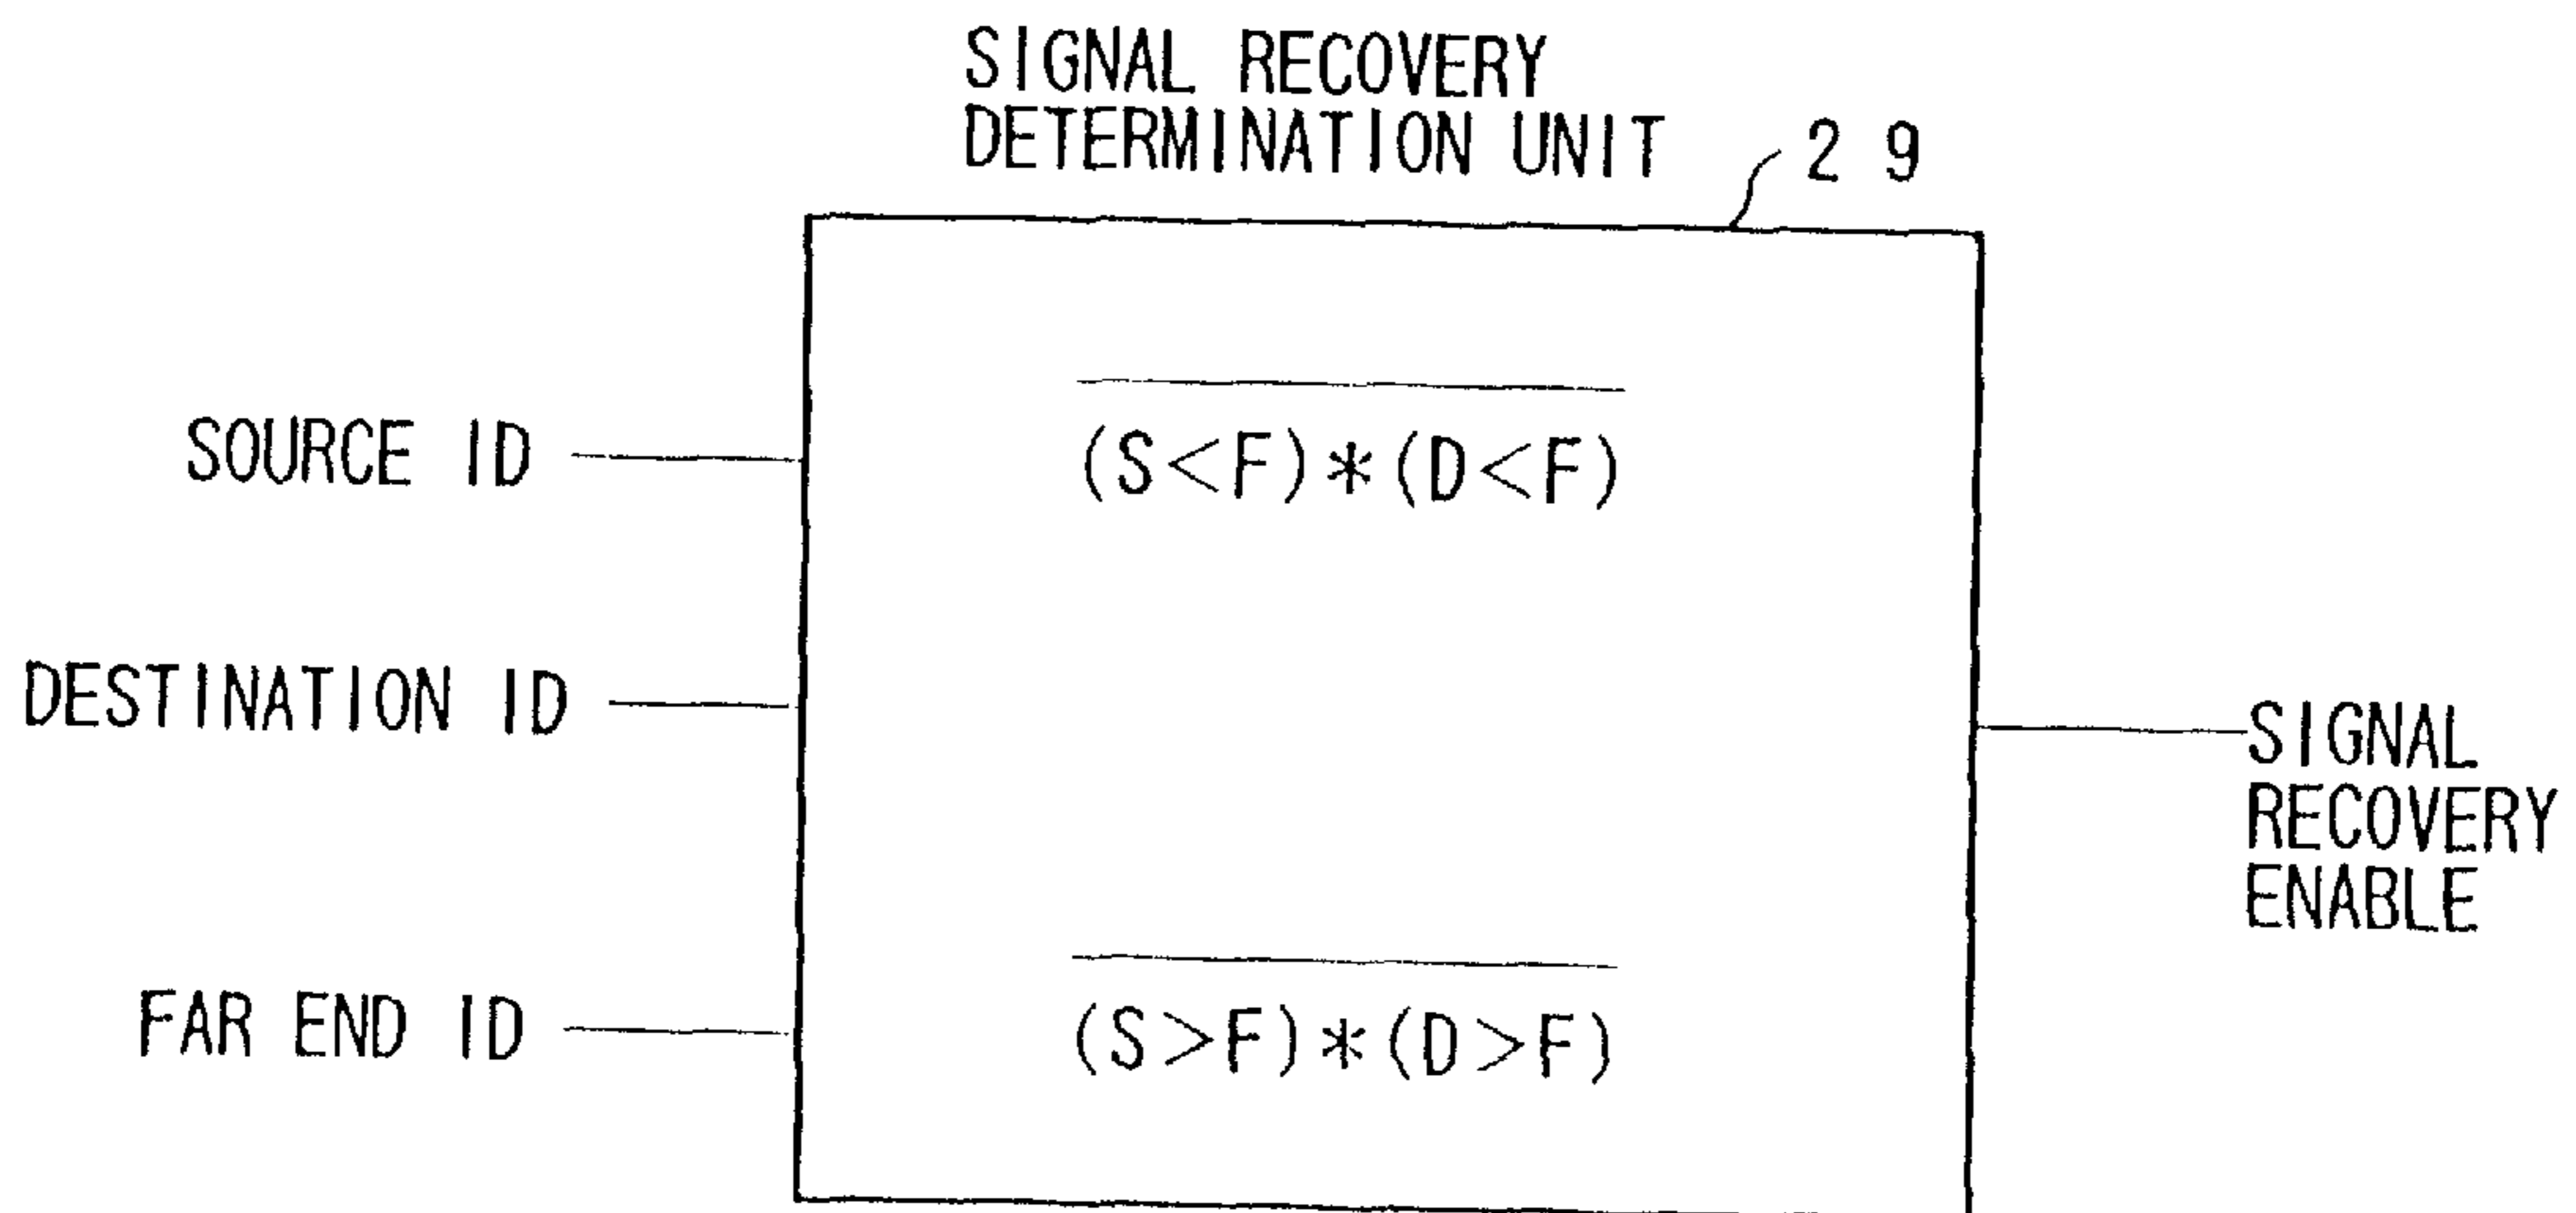 SIGNAL RECOVERY
DETERMINATION UNIT
29
SOURCE ID
(S<F)*(D<F)
DESTINATION ID
SIGNAL
RECOVERY
ENABLE
FAR END ID
(S>F)*(D>F)